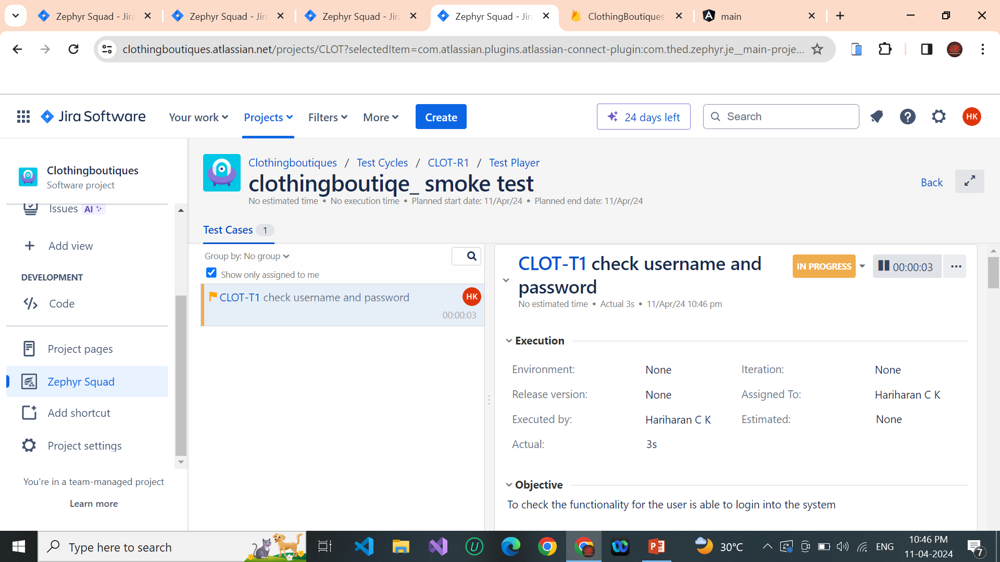 Zephyr Squad - Jira
Zephyr Squad - Jira
Zephyr Squad - Jira
Zephyr Squad - Jira
ClothingBoutiques
main
clothingboutiques.atlassian.net/projects/CLOT?selectedItem=com.atlassian.plugins.atlassian-connect-plugin:com.thed.zephyr.je__main-proje...
Jira Software
Your work
Projects
Filters
More
Create
24 days left
Search
HK
Clothingboutiques
Software project
Issues AI
Add view
DEVELOPMENT
Code
Project pages
Zephyr Squad
Add shortcut
Project settings
You're in a team-managed project
Learn more
Clothingboutiques / Test Cycles / CLOT-R1 / Test Player
clothingboutiqe_ smoke test
No estimated time • No execution time • Planned start date: 11/Apr/24 • Planned end date: 11/Apr/24
Back
Test Cases 1
Group by: No group
Show only assigned to me
CLOT-T1 check username and password
HK
00:00:03
CLOT-T1 check username and
password
IN PROGRESS
00:00:03
No estimated time • Actual 3s • 11/Apr/24 10:46 pm
Execution
Environment: None Iteration: None
Release version: None Assigned To: Hariharan C K
Executed by: Hariharan C K Estimated: None
Actual: 3s
Objective
To check the functionality for the user is able to login into the system
Type here to search
30°C
ENG
10:46 PM
11-04-2024
7